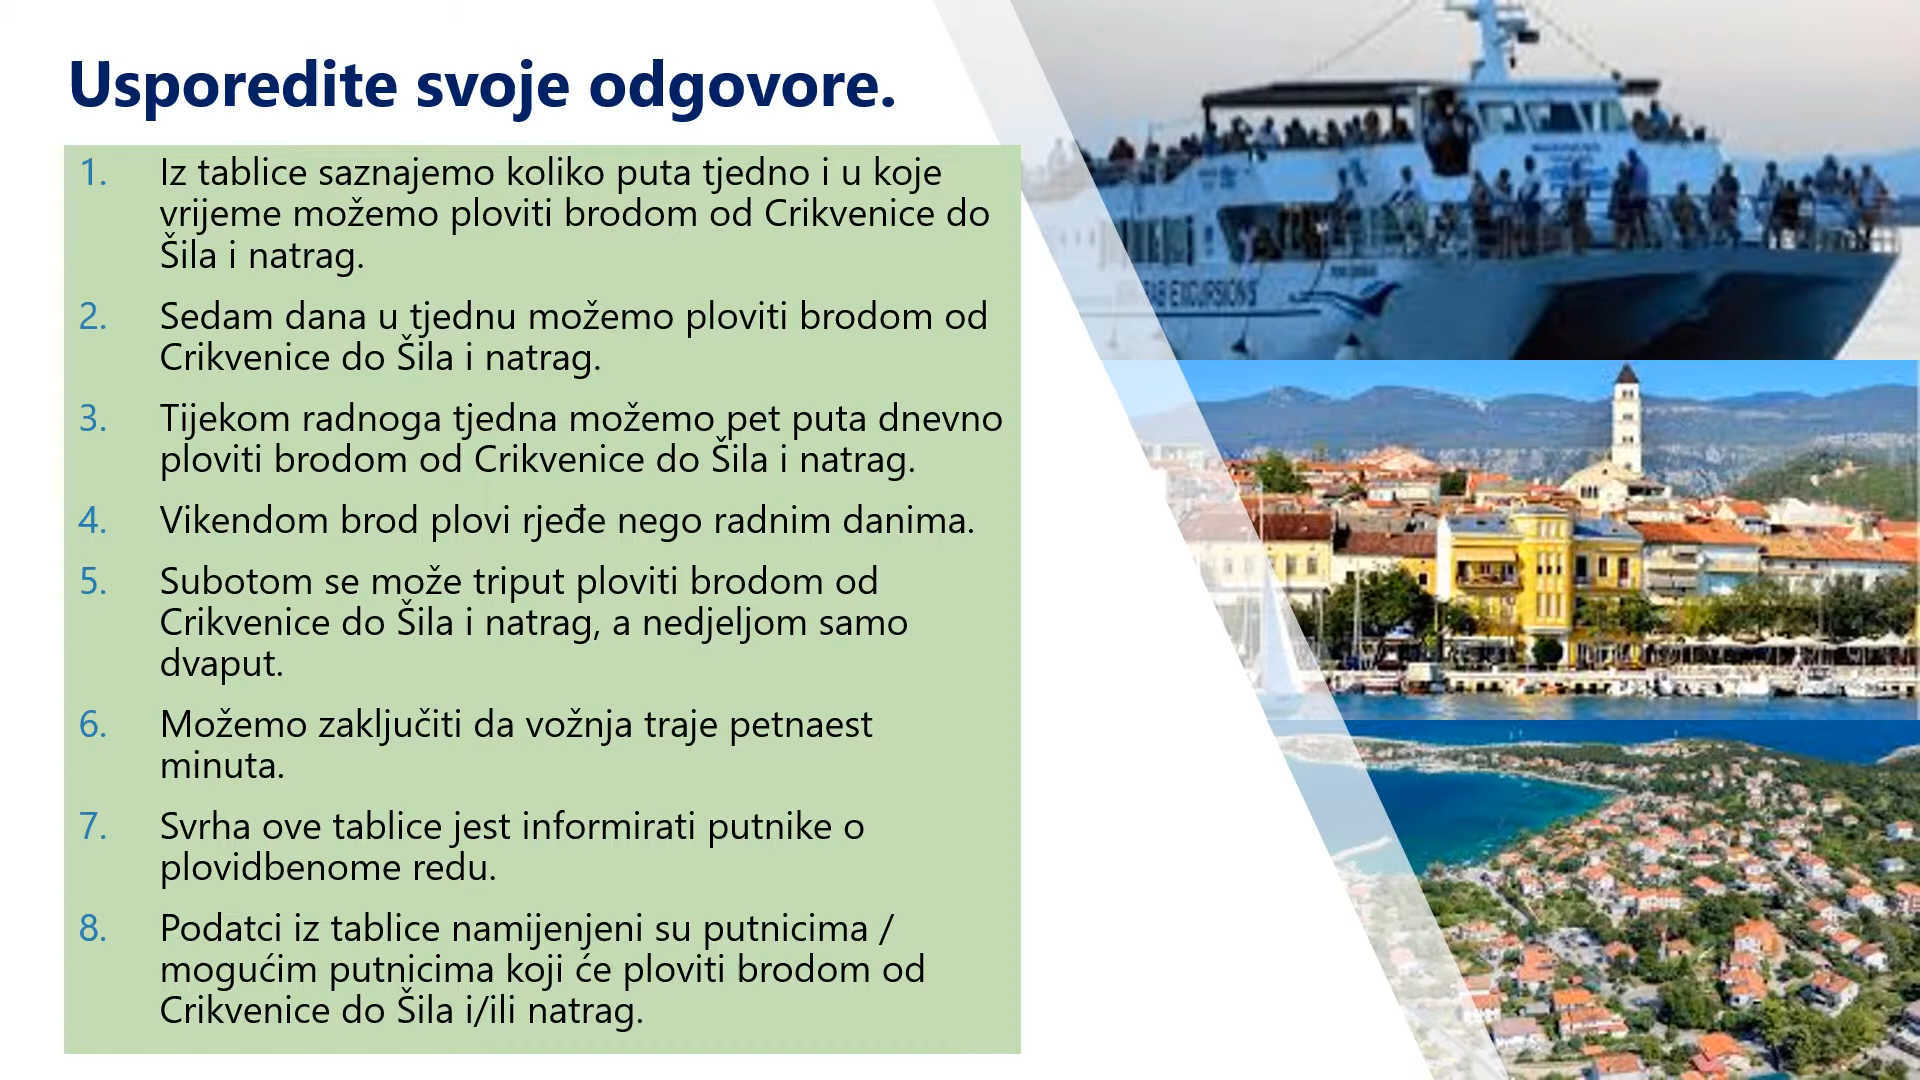 Usporedite svoje odgovore.
1. Iz tablice saznajemo koliko puta tjedno i u koje
vrijeme možemo ploviti brodom od Crikvenice do
Šila i natrag.
2. Sedam dana u tjednu možemo ploviti brodom od
Crikvenice do Šila i natrag.
3. Tijekom radnoga tjedna možemo pet puta dnevno
ploviti brodom od Crikvenice do Šila i natrag.
4. Vikendom brod plovi rjeđe nego radnim danima.
5. Subotom se može triput ploviti brodom od
Crikvenice do Šila i natrag, a nedjeljom samo
dvaput.
6. Možemo zaključiti da vožnja traje petnaest
minuta.
7. Svrha ove tablice jest informirati putnike o
plovidbenome redu.
8. Podatci iz tablice namijenjeni su putnicima /
mogućim putnicima koji će ploviti brodom od
Crikvenice do Šila i/ili natrag.
EXCURSIONS